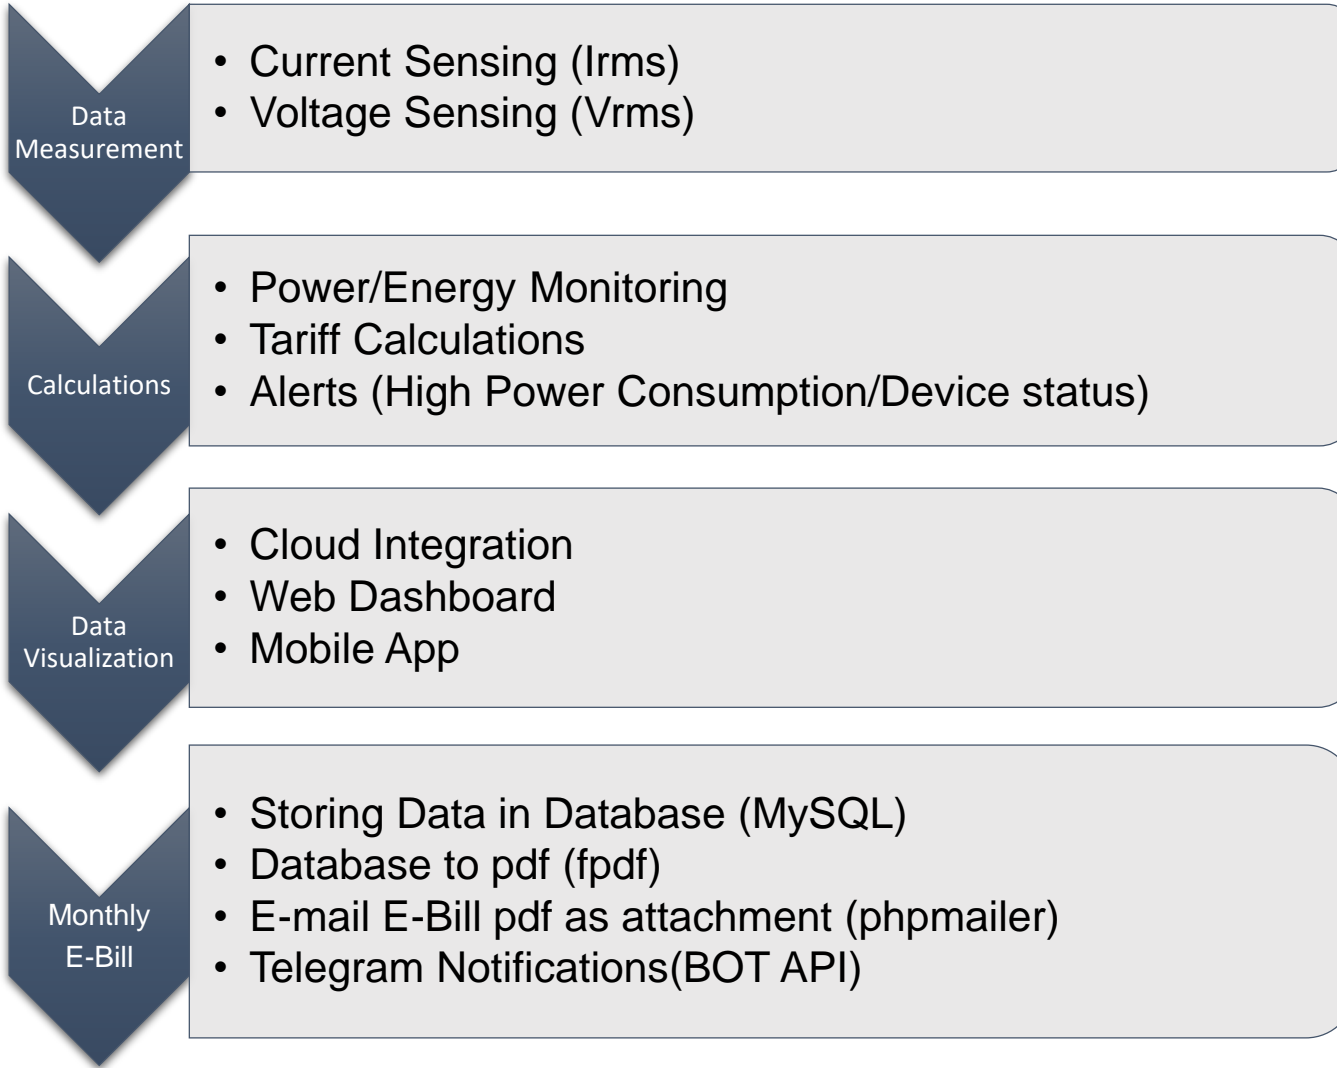 Data
Measurement
• Current Sensing (Irms)
• Voltage Sensing (Vrms)
Calculations
• Power/Energy Monitoring
• Tariff Calculations
• Alerts (High Power Consumption/Device status)
Data
Visualization
• Cloud Integration
• Web Dashboard
• Mobile App
Monthly
E-Bill
• Storing Data in Database (MySQL)
• Database to pdf (fpdf)
• E-mail E-Bill pdf as attachment (phpmailer)
• Telegram Notifications(BOT API)